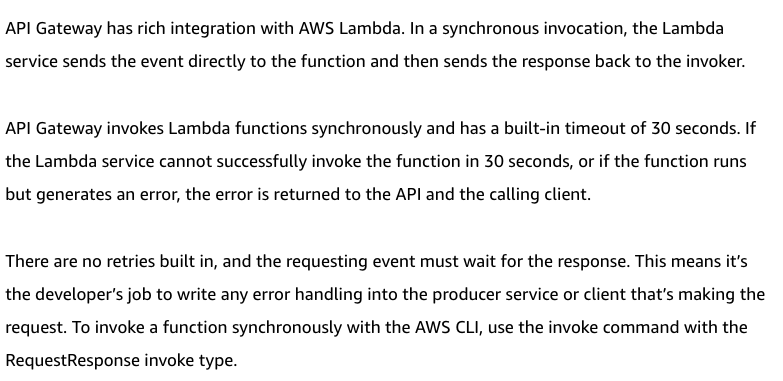 API Gateway has rich integration with AWS Lambda. In a synchronous invocation, the Lambda
service sends the event directly to the function and then sends the response back to the invoker.
API Gateway invokes Lambda functions synchronously and has a built-in timeout of 30 seconds. If
the Lambda service cannot successfully invoke the function in 30 seconds, or if the function runs
but generates an error, the error is returned to the API and the calling client.
There are no retries built in, and the requesting event must wait for the response. This means it’s
the developer’s job to write any error handling into the producer service or client that’s making the
request. To invoke a function synchronously with the AWS CLI, use the invoke command with the
RequestResponse invoke type.